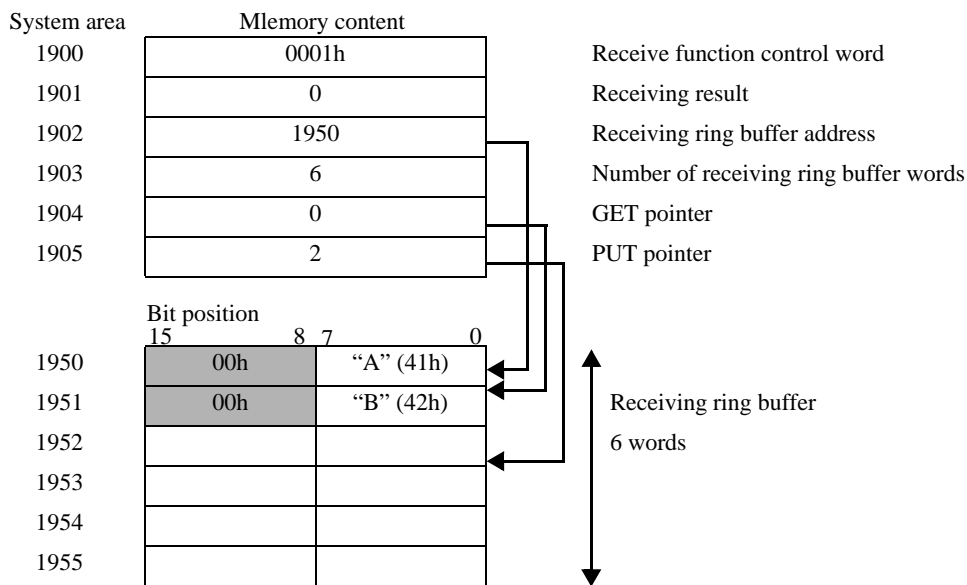 System area Mlemory content
1900 0001h Receive function control word
1901 0 Receiving result
1902 1950 Receiving ring buffer address
1903 6 Number of receiving ring buffer words
1904 0 GET pointer
1905 2 PUT pointer
Bit position
15 8 7 0
1950 00h “A” (41h)
1951 00h “B” (42h) Receiving ring buffer
1952 6 words
1953
1954
1955